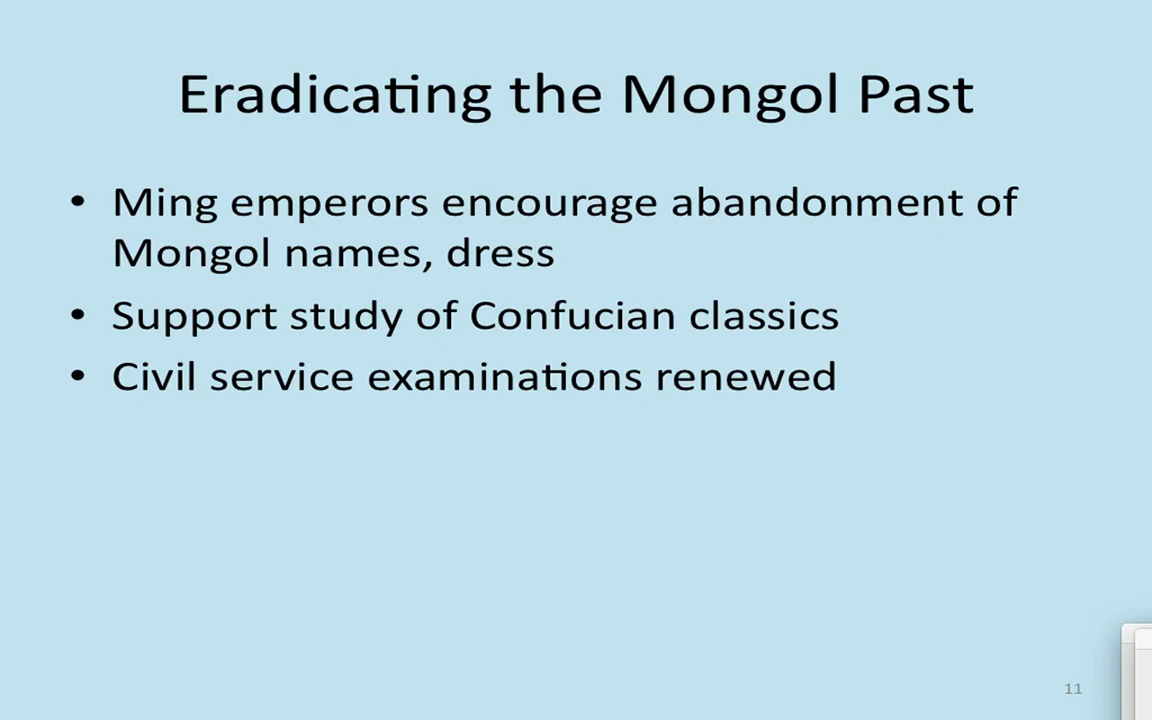 Eradicating the Mongol Past
• Ming emperors encourage abandonment of
Mongol names, dress
• Support study of Confucian classics
• Civil service examinations renewed
11